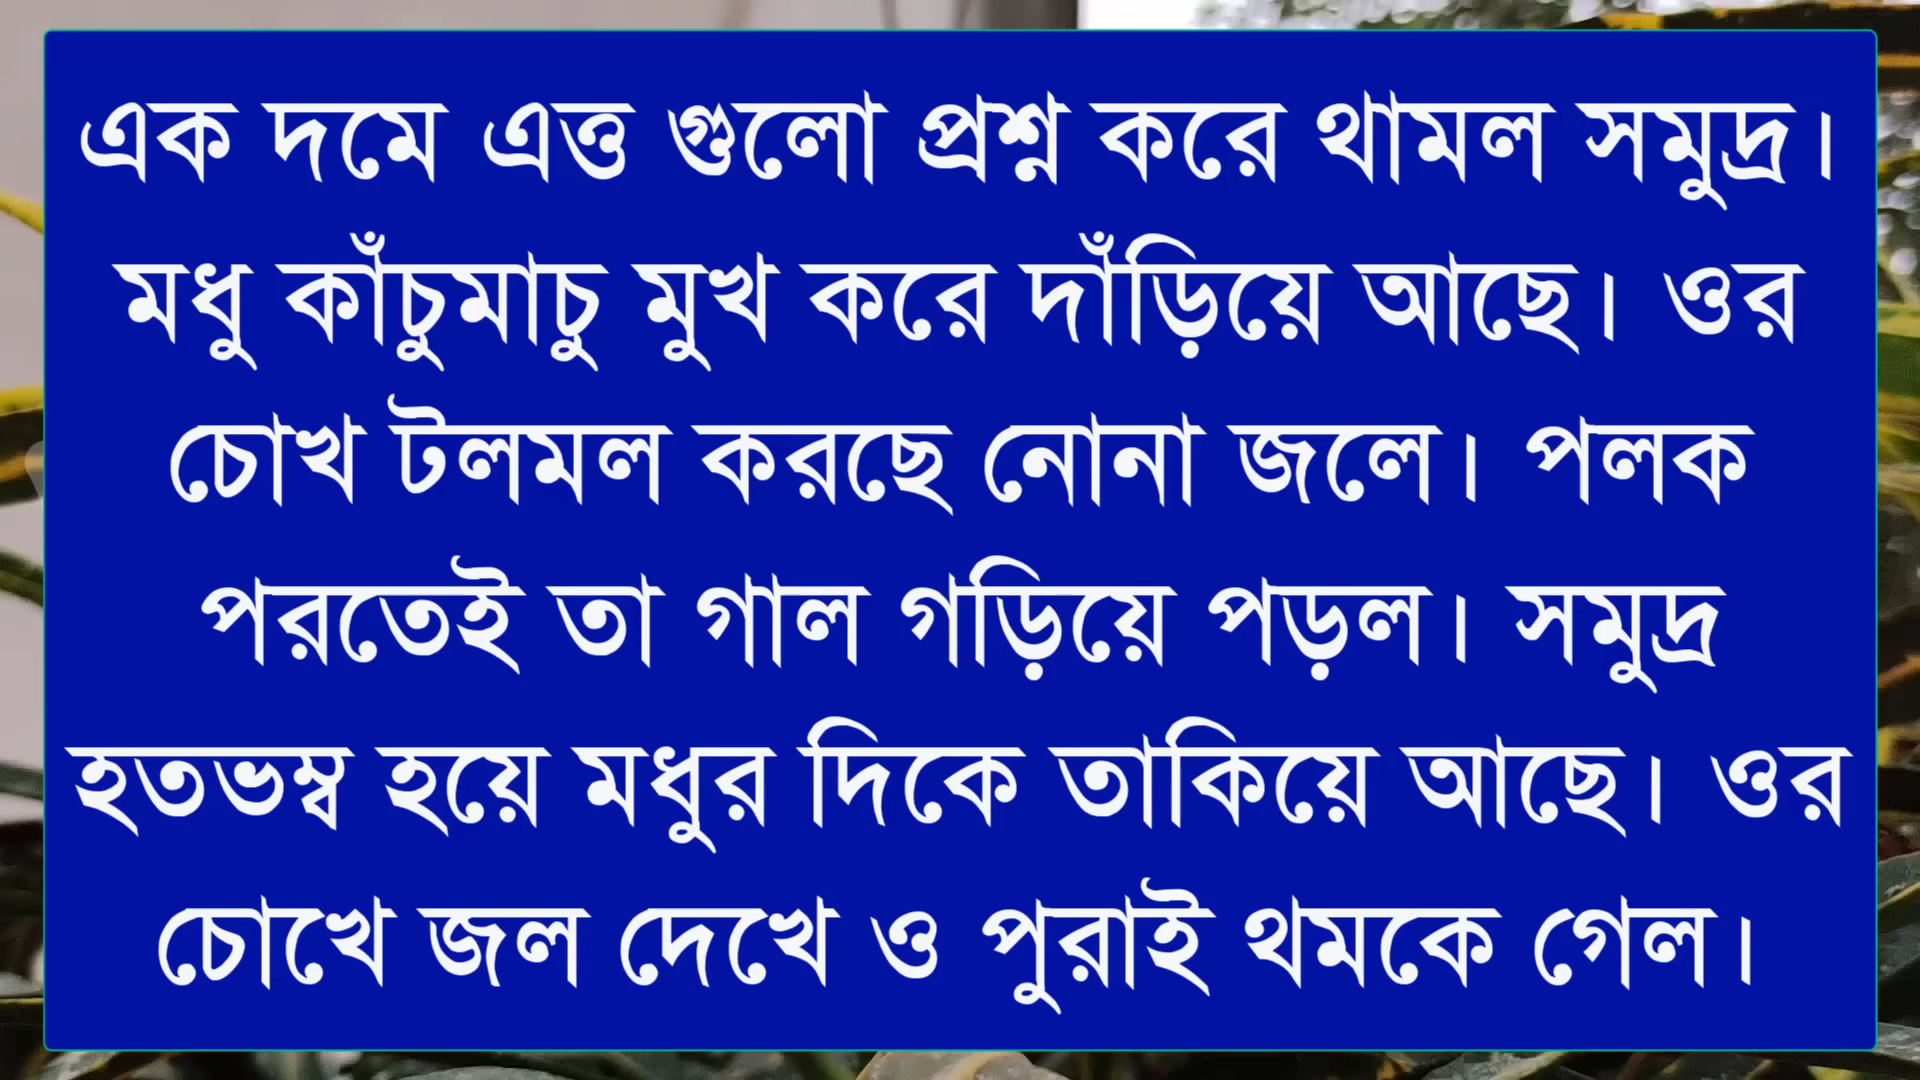 এক দমে এত্ত গুলো প্রশ্ন করে থামল সমুদ্র।
মধু কাঁচুমাচু মুখ করে দাঁড়িয়ে আছে। ওর
চোখ টলমল করছে নোনা জলে। পলক
পরতেই তা গাল গড়িয়ে পড়ল। সমুদ্র
হতভম্ব হয়ে মধুর দিকে তাকিয়ে আছে। ওর
চোখে জল দেখে ও পুরাই থমকে গেল।